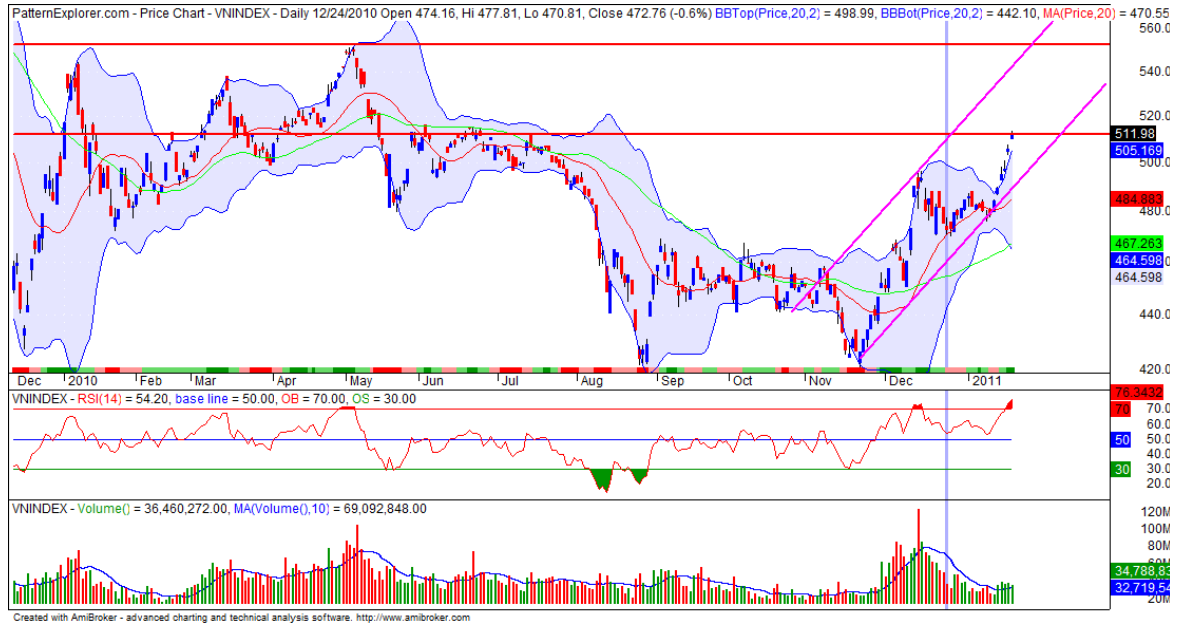 PatternExplorer.com - Price Chart - VNINDEX - Daily 12/24/2010 Open 474.16, Hi 477.81, Lo 470.81, Close 472.76 (-0.6%) BBTop(Price,20,2) = 498.99, BBBot(Price,20,2) = 442.10, MA(Price,20) = 470.55
560.0
540.0
520.0
511.98
505.169
500.0
484.883
480.0
467.263
464.598
464.598
440.0
420.0
Dec 2010 Feb Mar Apr May Jun Jul Aug Sep Oct Nov Dec 2011
VNINDEX - RSI(14) = 54.20, base line = 50.00, OB = 70.00, OS = 30.00
76.3432
70 70.0
60.0
50 50.0
40.0
30 30.0
20.0
VNINDEX - Volume() = 36,460,272.00, MA(Volume(),10) = 69,092,848.00
120M
100M
80M
34,788,83
32,719,54
20M
Created with AmiBroker - advanced charting and technical analysis software. http://www.amibroker.com